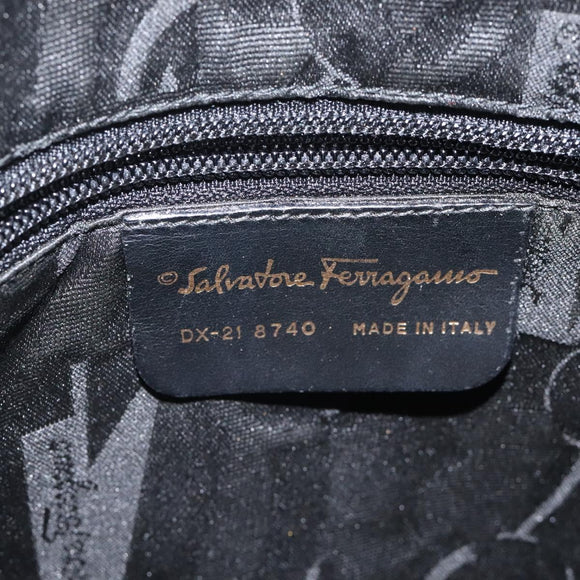 © Salvatore Ferragamo
DX-21 8740 MADE IN ITALY